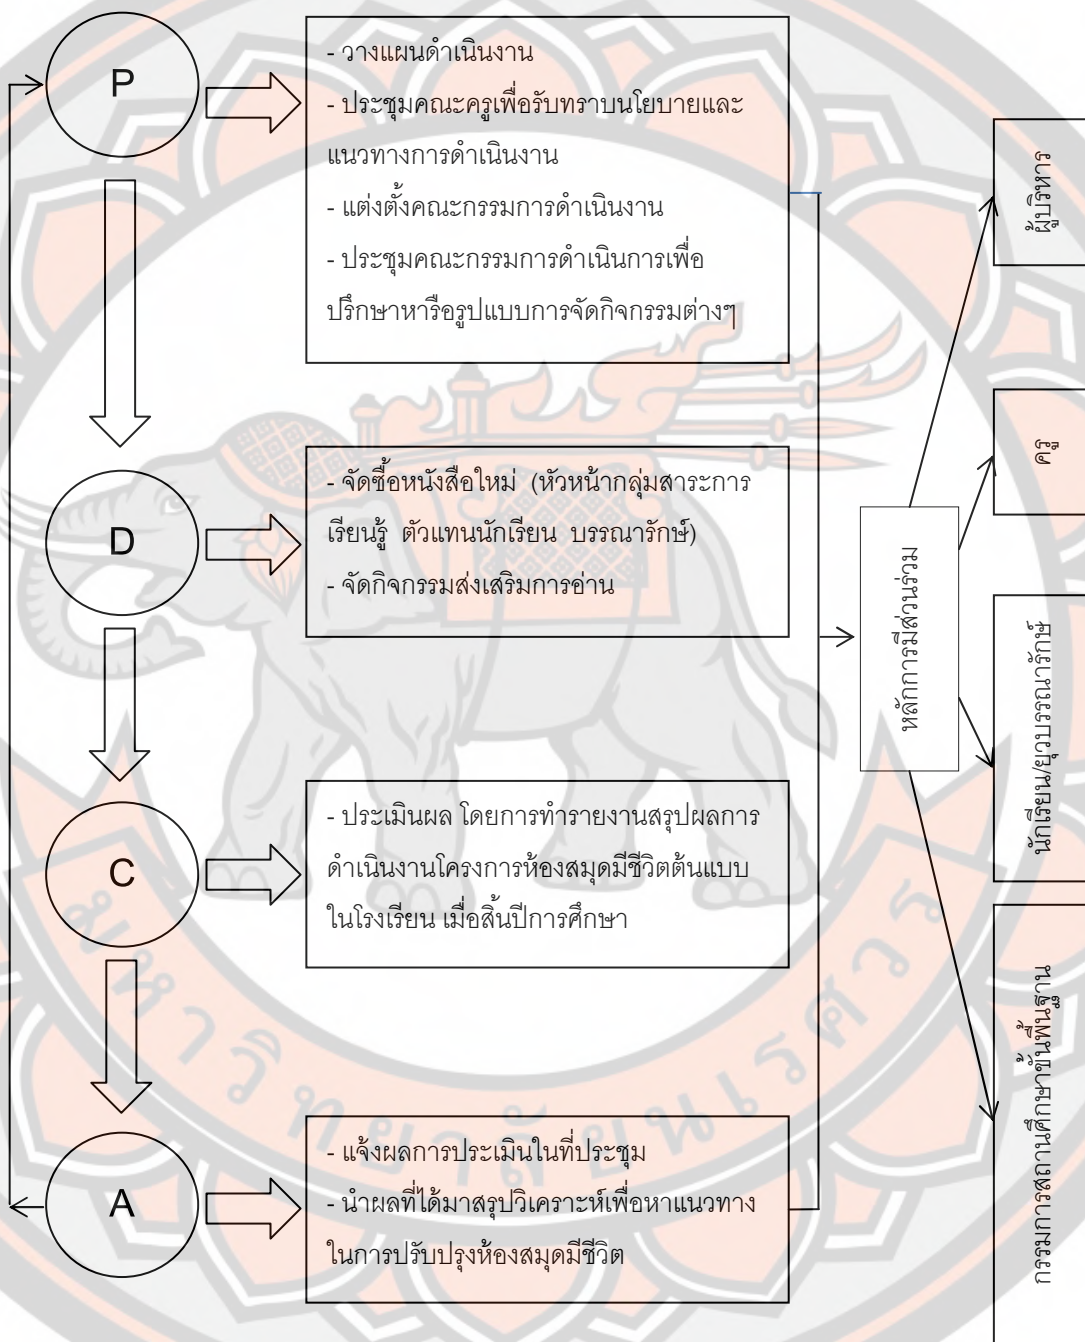 P
- วางแผนดำเนินงาน
- ประชุมคณะครูเพื่อรับทราบนโยบายและ
แนวทางการดำเนินงาน
- แต่งตั้งคณะกรรมการดำเนินงาน
- ประชุมคณะกรรมการดำเนินการเพื่อ
ปรึกษาหารือรูปแบบการจัดกิจกรรมต่างๆ
D
- จัดซื้อหนังสือใหม่ (หัวหน้ากลุ่มสาระการ
เรียนรู้ ตัวแทนนักเรียน บรรณารักษ์)
- จัดกิจกรรมส่งเสริมการอ่าน
C
- ประเมินผล โดยการทำรายงานสรุปผลการ
ดำเนินงานโครงการห้องสมุดมีชีวิตต้นแบบ
ในโรงเรียน เมื่อสิ้นปีการศึกษา
A
- แจ้งผลการประเมินในที่ประชุม
- นำผลที่ได้มาสรุปวิเคราะห์เพื่อหาแนวทาง
ในการปรับปรุงห้องสมุดมีชีวิต
หลักการมีส่วนร่วม
ผู้บริหาร
ครู
นักเรียน/ยุวบรรณารักษ์
กรรมการสถานศึกษาขั้นพื้นฐาน
มหาวิทยาลัยนเรศวร